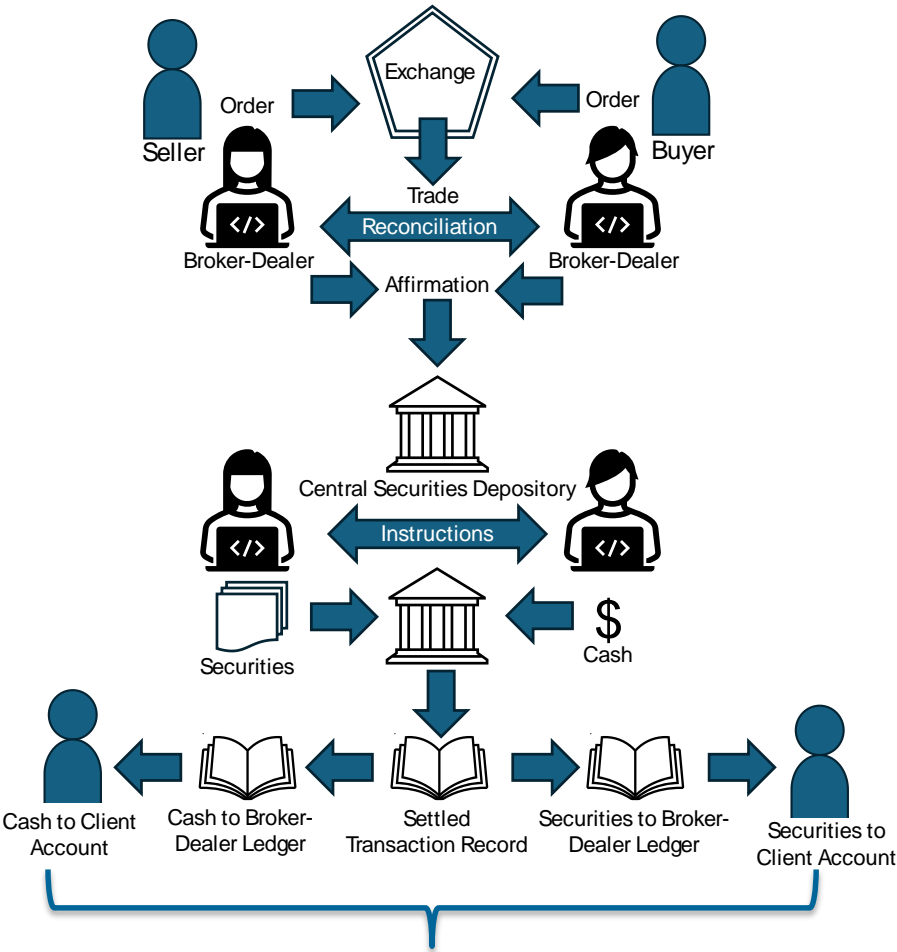 Exchange
Order
Order
Seller
Buyer
Trade
</>
Reconciliation
</>
Broker-Dealer
Broker-Dealer
Affirmation
Central Securities Depository
</>
Instructions
</>
$
Securities
Cash
Cash to Client
Account
Cash to Broker-
Dealer Ledger
Settled
Transaction Record
Securities to Broker-
Dealer Ledger
Securities to
Client Account